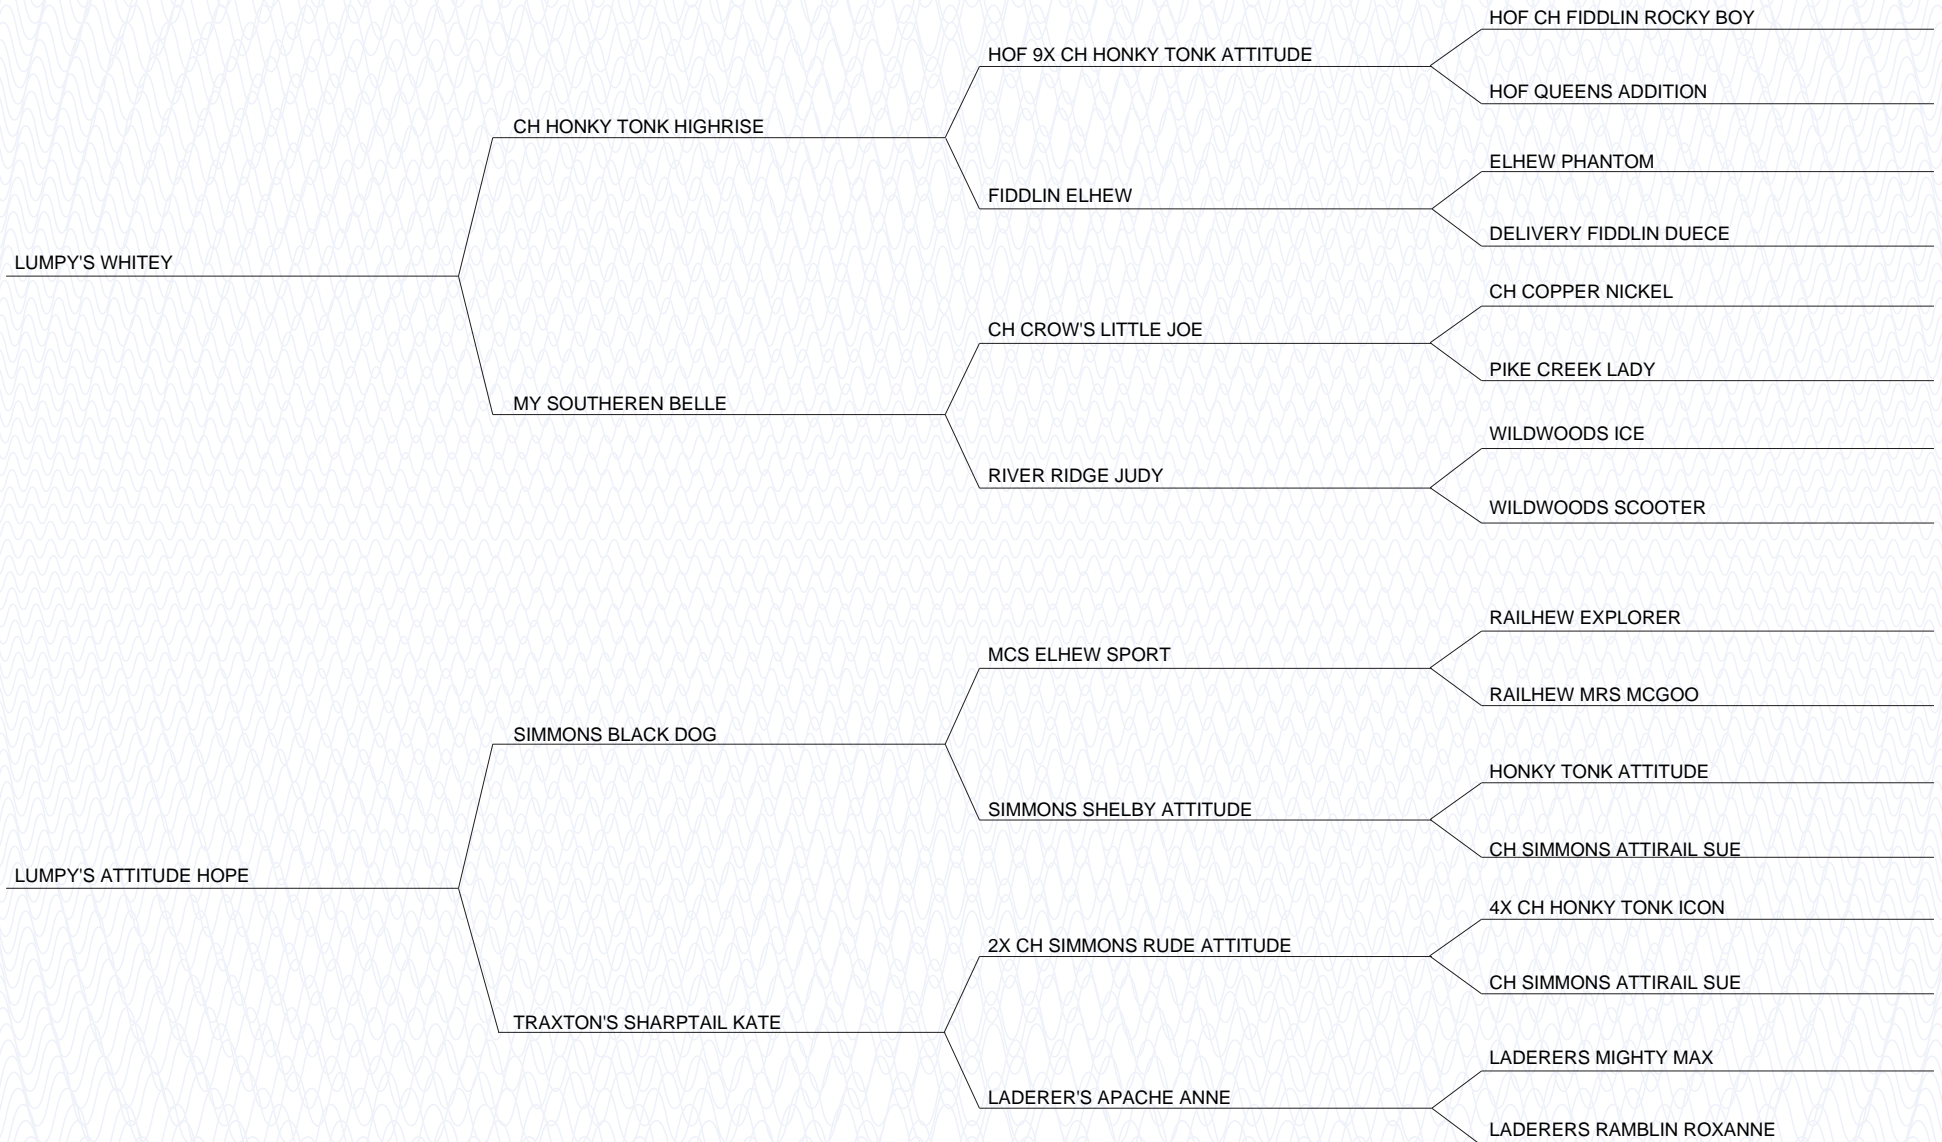 HOF CH FIDDLIN ROCKY BOY
HOF 9X CH HONKY TONK ATTITUDE
HOF QUEENS ADDITION
CH HONKY TONK HIGHRISE
ELHEW PHANTOM
FIDDLIN ELHEW
DELIVERY FIDDLIN DUECE
LUMPY'S WHITEY
CH COPPER NICKEL
CH CROW'S LITTLE JOE
PIKE CREEK LADY
MY SOUTHEREN BELLE
WILDWOODS ICE
RIVER RIDGE JUDY
WILDWOODS SCOOTER
RAILHEW EXPLORER
MCS ELHEW SPORT
RAILHEW MRS MCGOO
SIMMONS BLACK DOG
HONKY TONK ATTITUDE
SIMMONS SHELBY ATTITUDE
CH SIMMONS ATTIRAIL SUE
LUMPY'S ATTITUDE HOPE
4X CH HONKY TONK ICON
2X CH SIMMONS RUDE ATTITUDE
CH SIMMONS ATTIRAIL SUE
TRAXTON'S SHARPTAIL KATE
LADERERS MIGHTY MAX
LADERER'S APACHE ANNE
LADERERS RAMBLIN ROXANNE